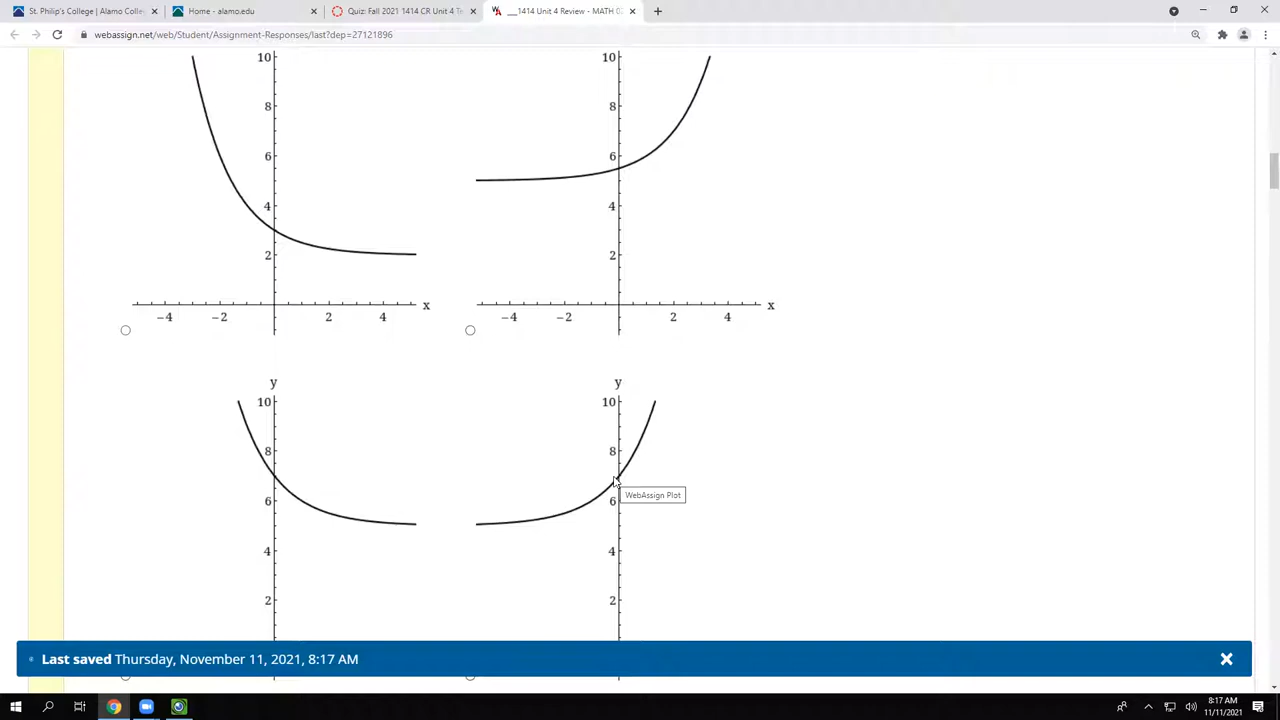 St. Philip's College | Alamo Colle
Home - alamo.edu
Quiz: Fall 2021 1414 CR Unit 4 Te
__1414 Unit 4 Review - MATH 0
webassign.net/web/Student/Assignment-Responses/last?dep=27121896
10
8
6
4
2
-4
-2
2
4
x
10
8
6
4
2
-4
-2
2
4
x
y
10
8
6
4
2
y
10
8
6
4
2
WebAssign Plot
Last saved Thursday, November 11, 2021, 8:17 AM
8:17 AM
11/11/2021